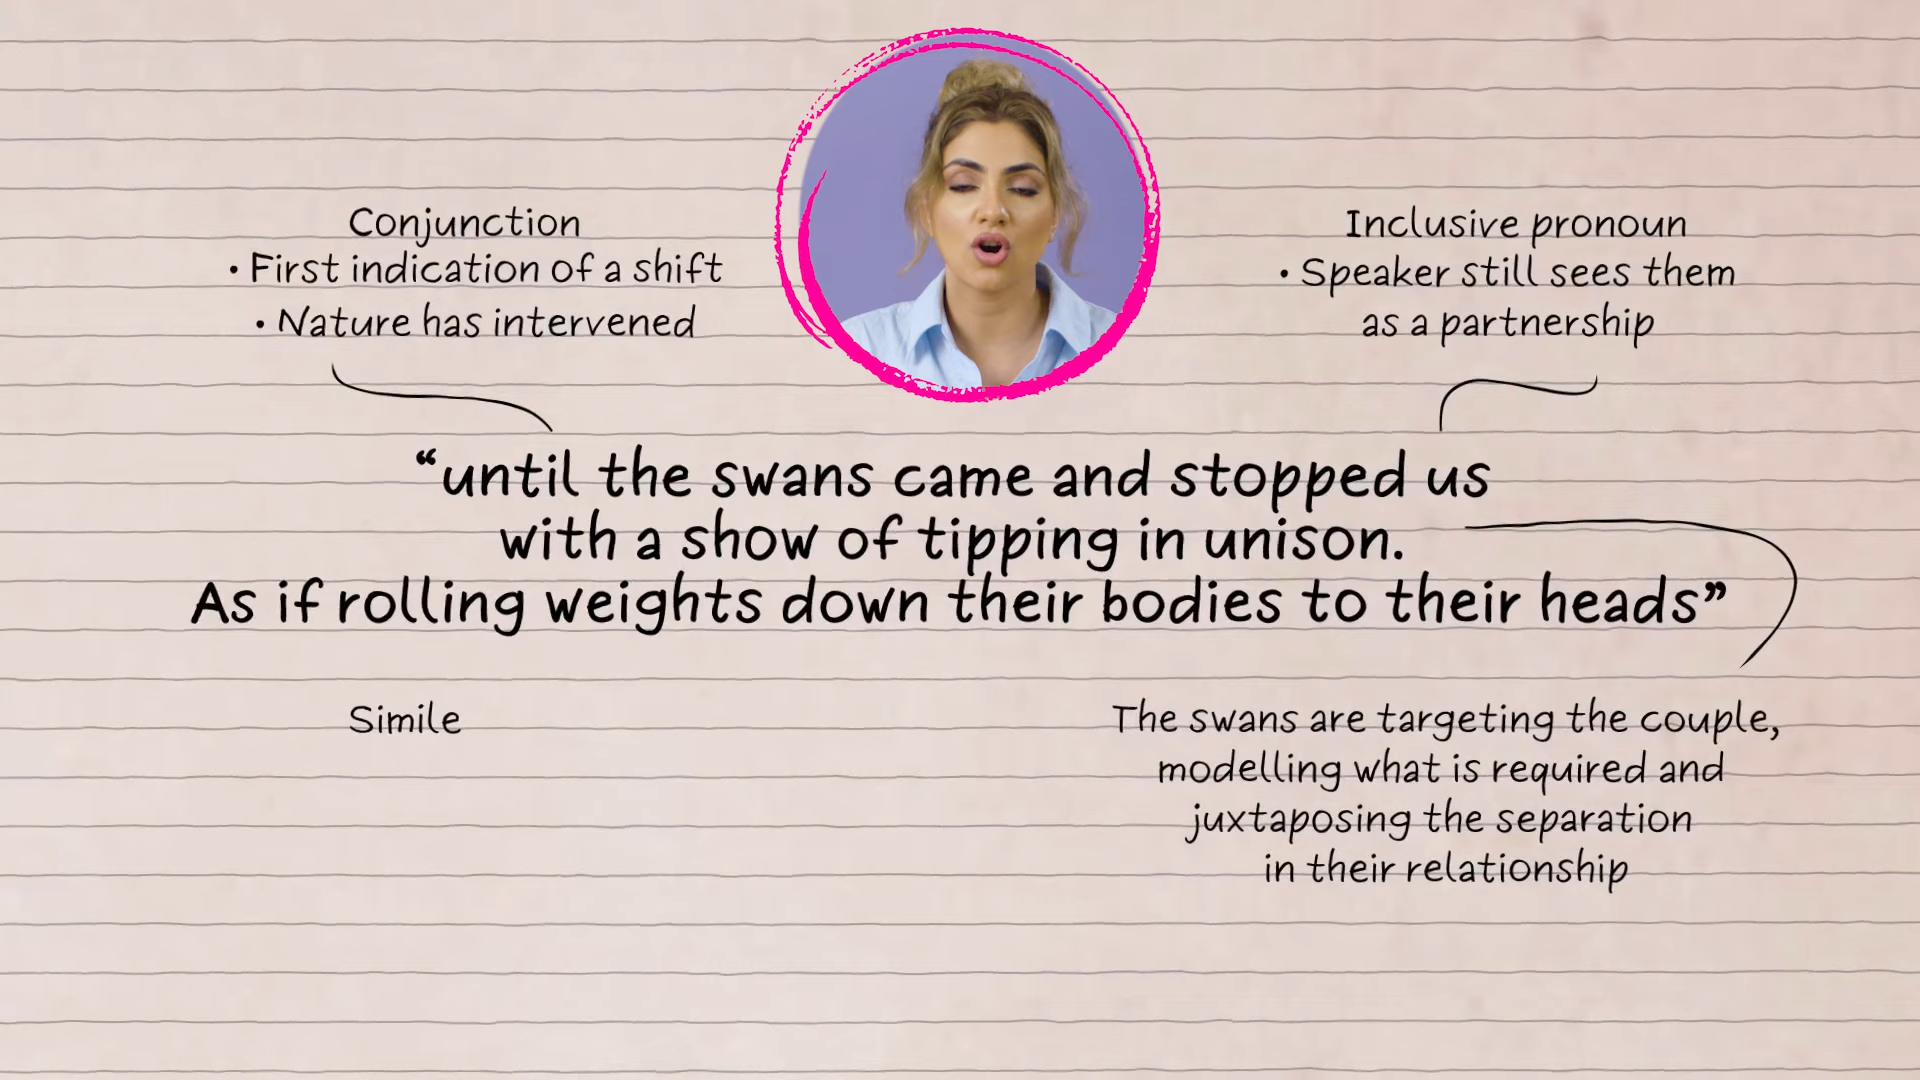 Conjunction
• First indication of a shift
• Nature has intervened
Inclusive pronoun
• Speaker still sees them
as a partnership
“until the swans came and stopped us
with a show of tipping in unison.
As if rolling weights down their bodies to their heads”
Simile
The swans are targeting the couple,
modelling what is required and
juxtaposing the separation
in their relationship